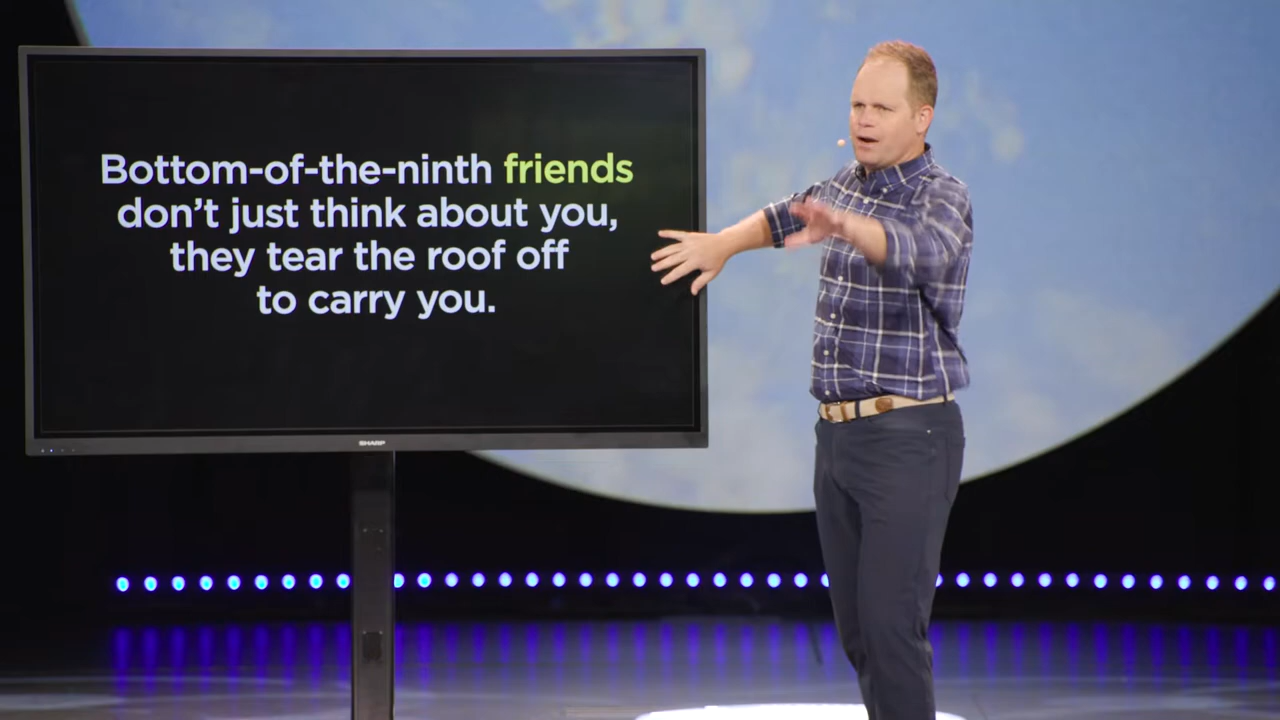 Bottom-of-the-ninth friends
don’t just think about you,
they tear the roof off
to carry you.
SHARP